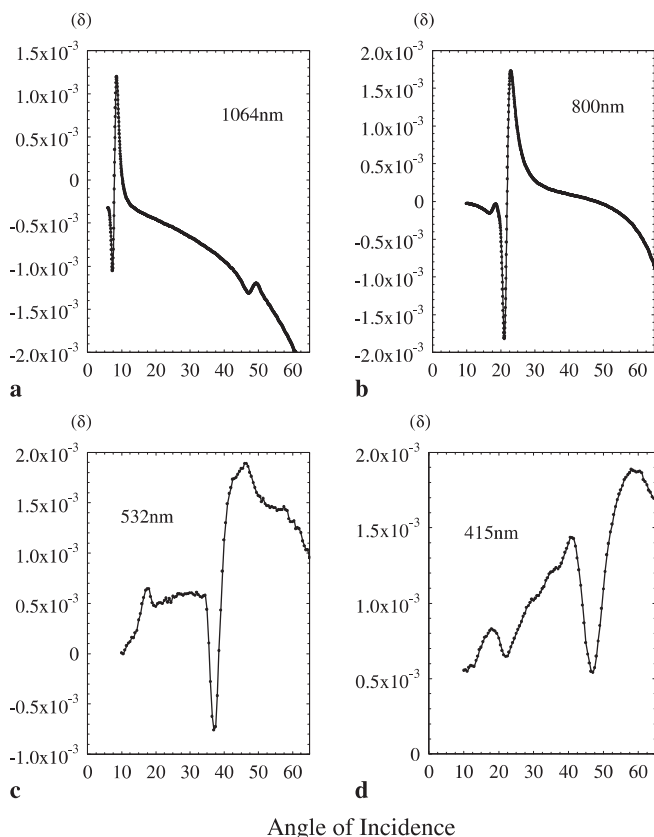 (δ)
1.5x10⁻³
1.0x10⁻³
0.5x10⁻³
0
-0.5x10⁻³
-1.0x10⁻³
-1.5x10⁻³
-2.0x10⁻³
1064nm
0 10 20 30 40 50 60
a
(δ)
2.0x10⁻³
1.5x10⁻³
1.0x10⁻³
0.5x10⁻³
0
-0.5x10⁻³
-1.0x10⁻³
-1.5x10⁻³
-2.0x10⁻³
800nm
0 10 20 30 40 50 60
b
(δ)
2.0x10⁻³
1.5x10⁻³
1.0x10⁻³
0.5x10⁻³
0
-0.5x10⁻³
-1.0x10⁻³
532nm
0 10 20 30 40 50 60
c
(δ)
2.0x10⁻³
1.5x10⁻³
1.0x10⁻³
0.5x10⁻³
0
415nm
0 10 20 30 40 50 60
d
Angle of Incidence